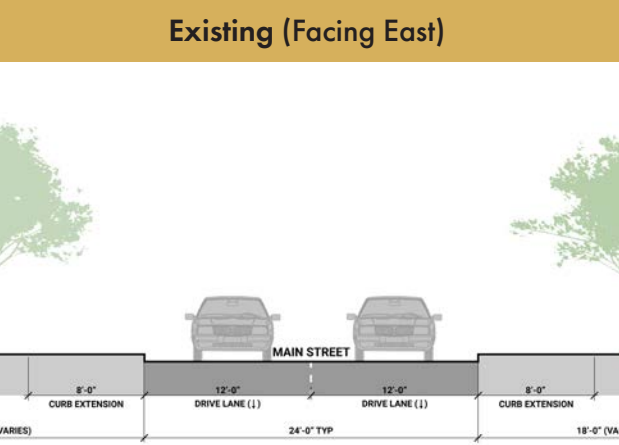 Existing (Facing East)
MAIN STREET
8'-0" 12'-0" 12'-0" 8'-0"
CURB EXTENSION DRIVE LANE (↓) DRIVE LANE (↓) CURB EXTENSION
VARIES) 24'-0" TYP 18'-0" (VA